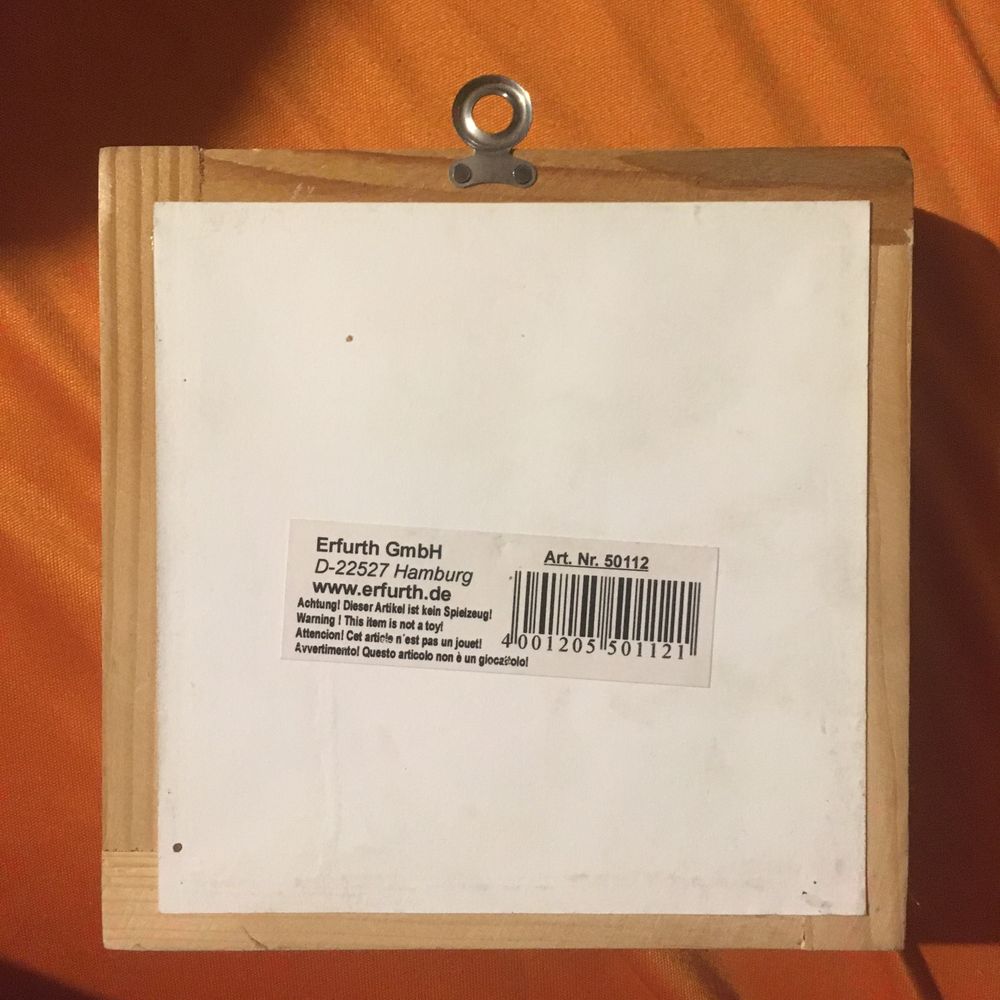 Erfurth GmbH
D-22527 Hamburg
www.erfurth.de
Achtung! Dieser Artikel ist kein Spielzeug!
Warning ! This item is not a toy!
Attencion! Cet article n´est pas un jouet!
Avvertimento! Questo articolo non è un giocattolo!
Art. Nr. 50112
4 001205 501121